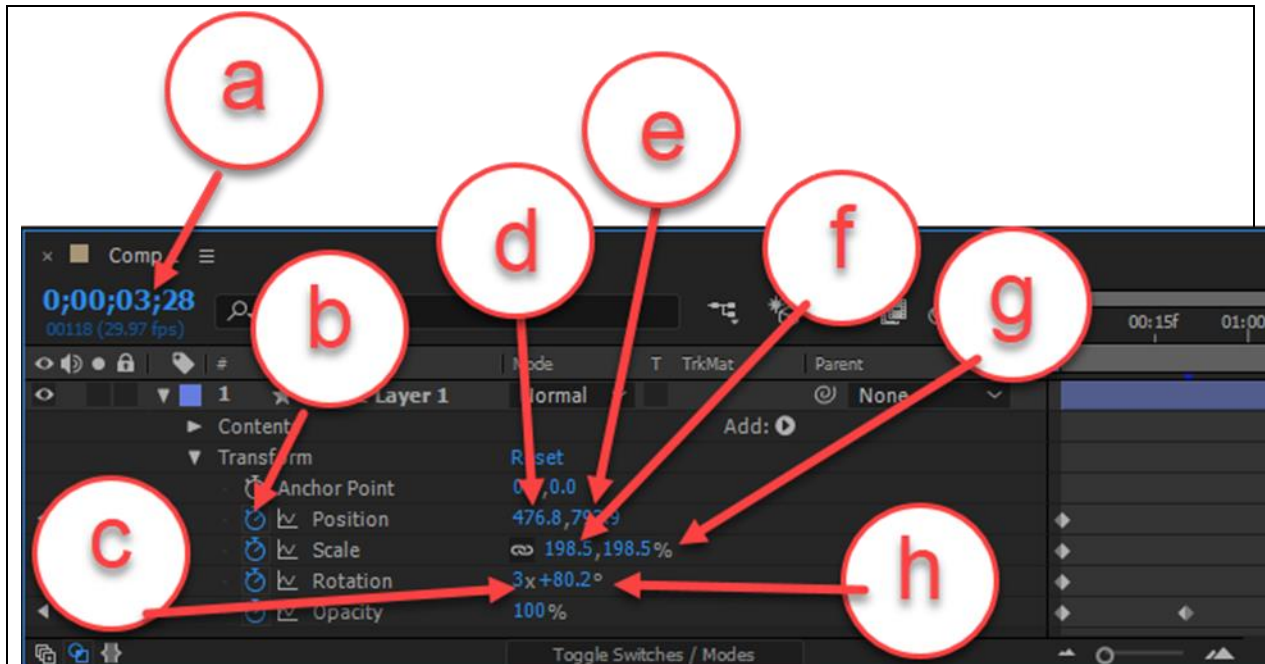 a
e
d
f
Comp
g
0;00;03;28
b
00118 (29.97 fps)
00:15f 01:00
# Mode T TrkMat Parent
1 Layer 1 Normal None
Content Add:
Transform Reset
Anchor Point ,0.0
Position 476.8,
c
Scale 198.5,198.5%
h
Rotation 3x+80.2°
Opacity 100%
Toggle Switches / Modes